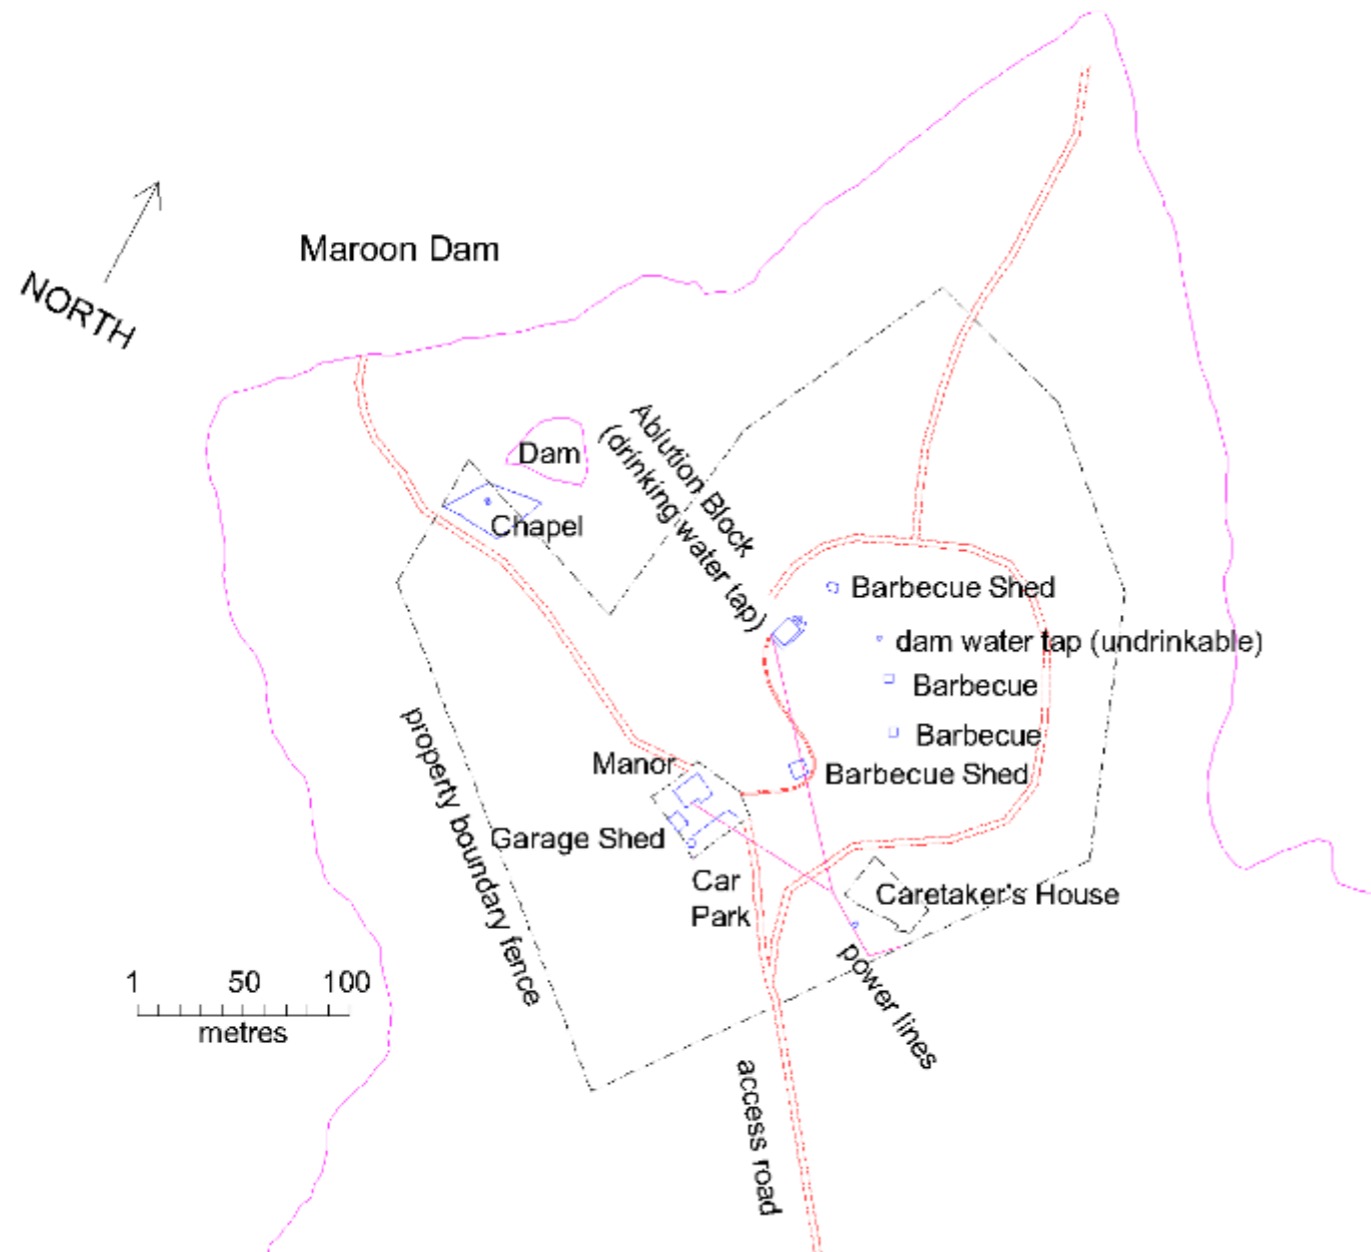 Maroon Dam
NORTH
Ablution Block
(drinking water tap)
Dam
Chapel
Barbecue Shed
dam water tap (undrinkable)
Barbecue
Barbecue
Barbecue Shed
Manor
Garage Shed
Car
Park
Caretaker's House
property boundary fence
power lines
1 50 100
metres
access road